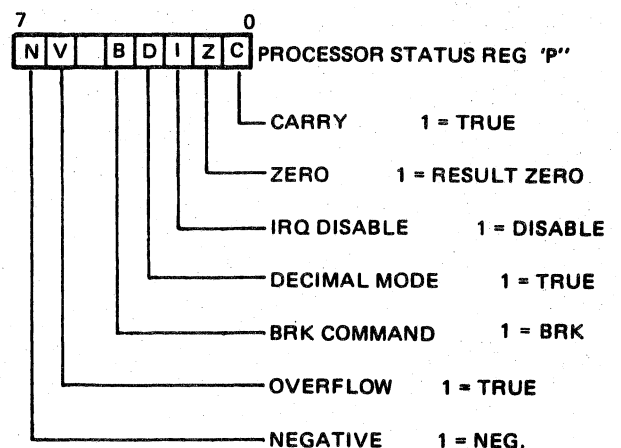 7 0
N V B D I Z C PROCESSOR STATUS REG 'P''
CARRY 1 = TRUE
ZERO 1 = RESULT ZERO
IRQ DISABLE 1 = DISABLE
DECIMAL MODE 1 = TRUE
BRK COMMAND 1 = BRK
OVERFLOW 1 = TRUE
NEGATIVE 1 = NEG.